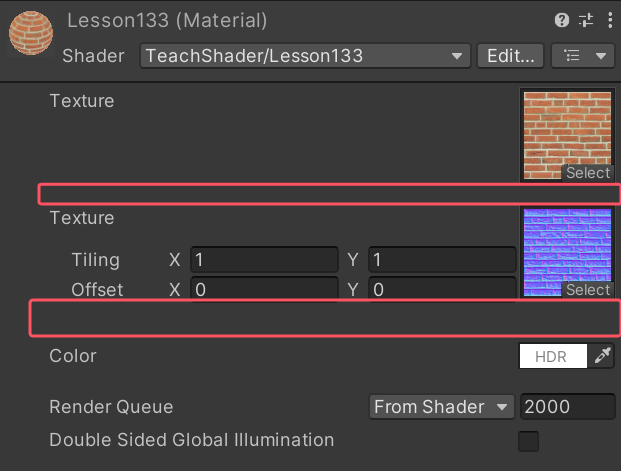 Lesson133 (Material)
Shader TeachShader/Lesson133 Edit...
Texture
Select
Texture
Tiling X 1 Y 1
Offset X 0 Y 0
Select
Color HDR
Render Queue From Shader 2000
Double Sided Global Illumination